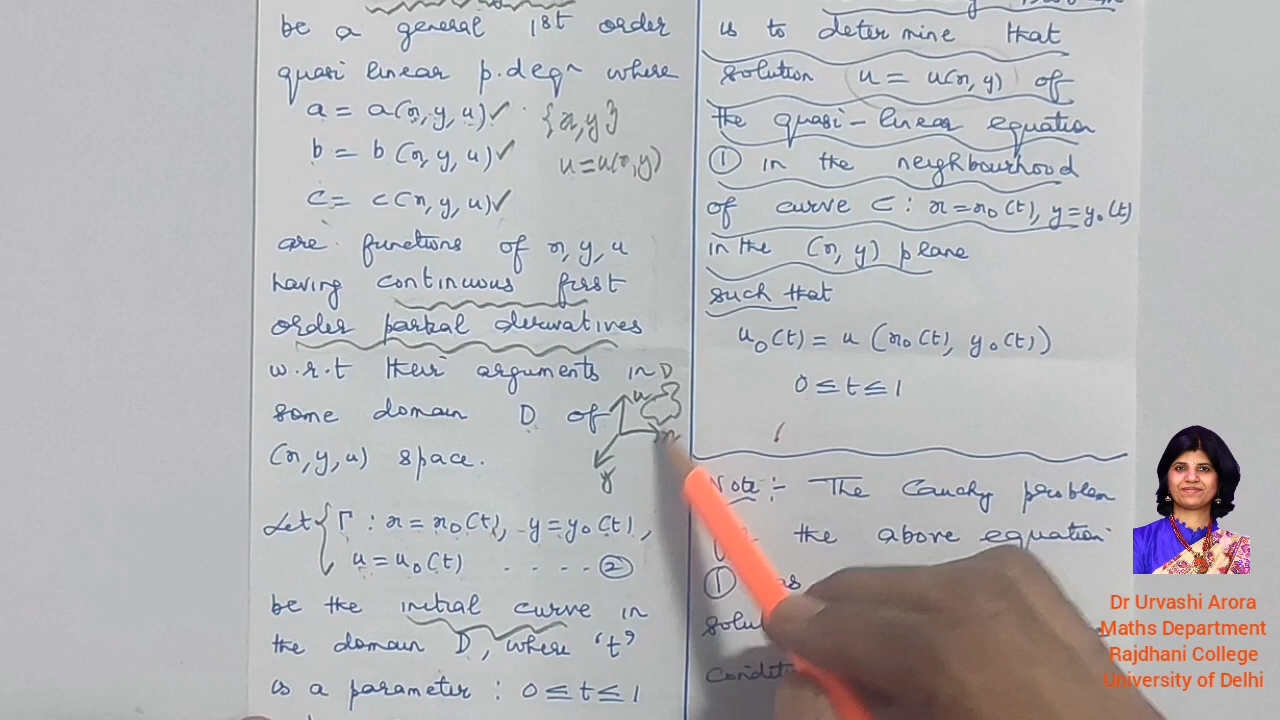 be a general 1st order
quasi linear p.deqn where
a = a(x, y, u) ✓ {x, y}
b = b(x, y, u) ✓ u = u(x, y)
c = c(x, y, u) ✓
are functions of x, y, u
having continuous first
order partial derivatives
w.r.t their arguments in D
some domain D of u
(x, y, u) space. y
Let Γ : x = x₀(t), y = y₀(t),
u = u₀(t) ..... ②
be the initial curve in
the domain D, where 't'
is a parameter : 0 ≤ t ≤ 1
is to determine that
solution u = u(x, y) of
the quasi-linear equation
① in the neighbourhood
of curve C : x = x₀(t), y = y₀(t)
in the (x, y) plane
such that
u₀(t) = u (x₀(t), y₀(t))
0 ≤ t ≤ 1
Note :- The Cauchy problem
the above equation
①
Dr Urvashi Arora
Maths Department
Rajdhani College
University of Delhi